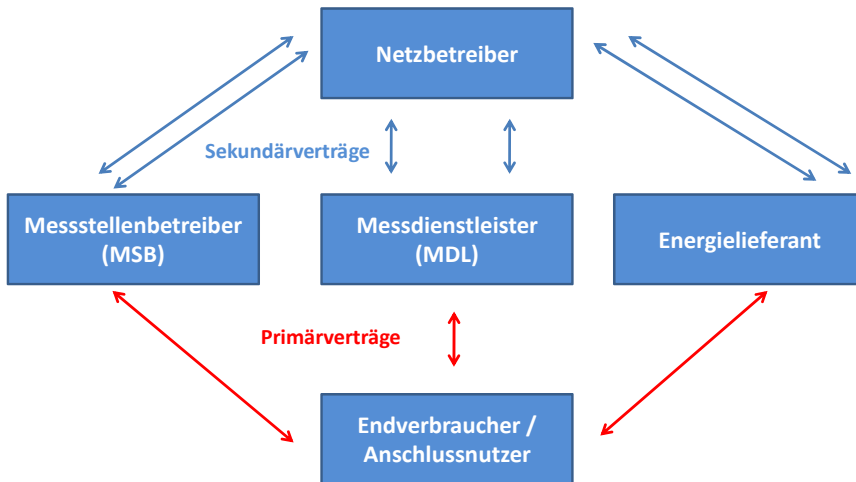 Netzbetreiber
Sekundärverträge
Messstellenbetreiber
(MSB)
Messdienstleister
(MDL)
Energielieferant
Primärverträge
Endverbraucher /
Anschlussnutzer